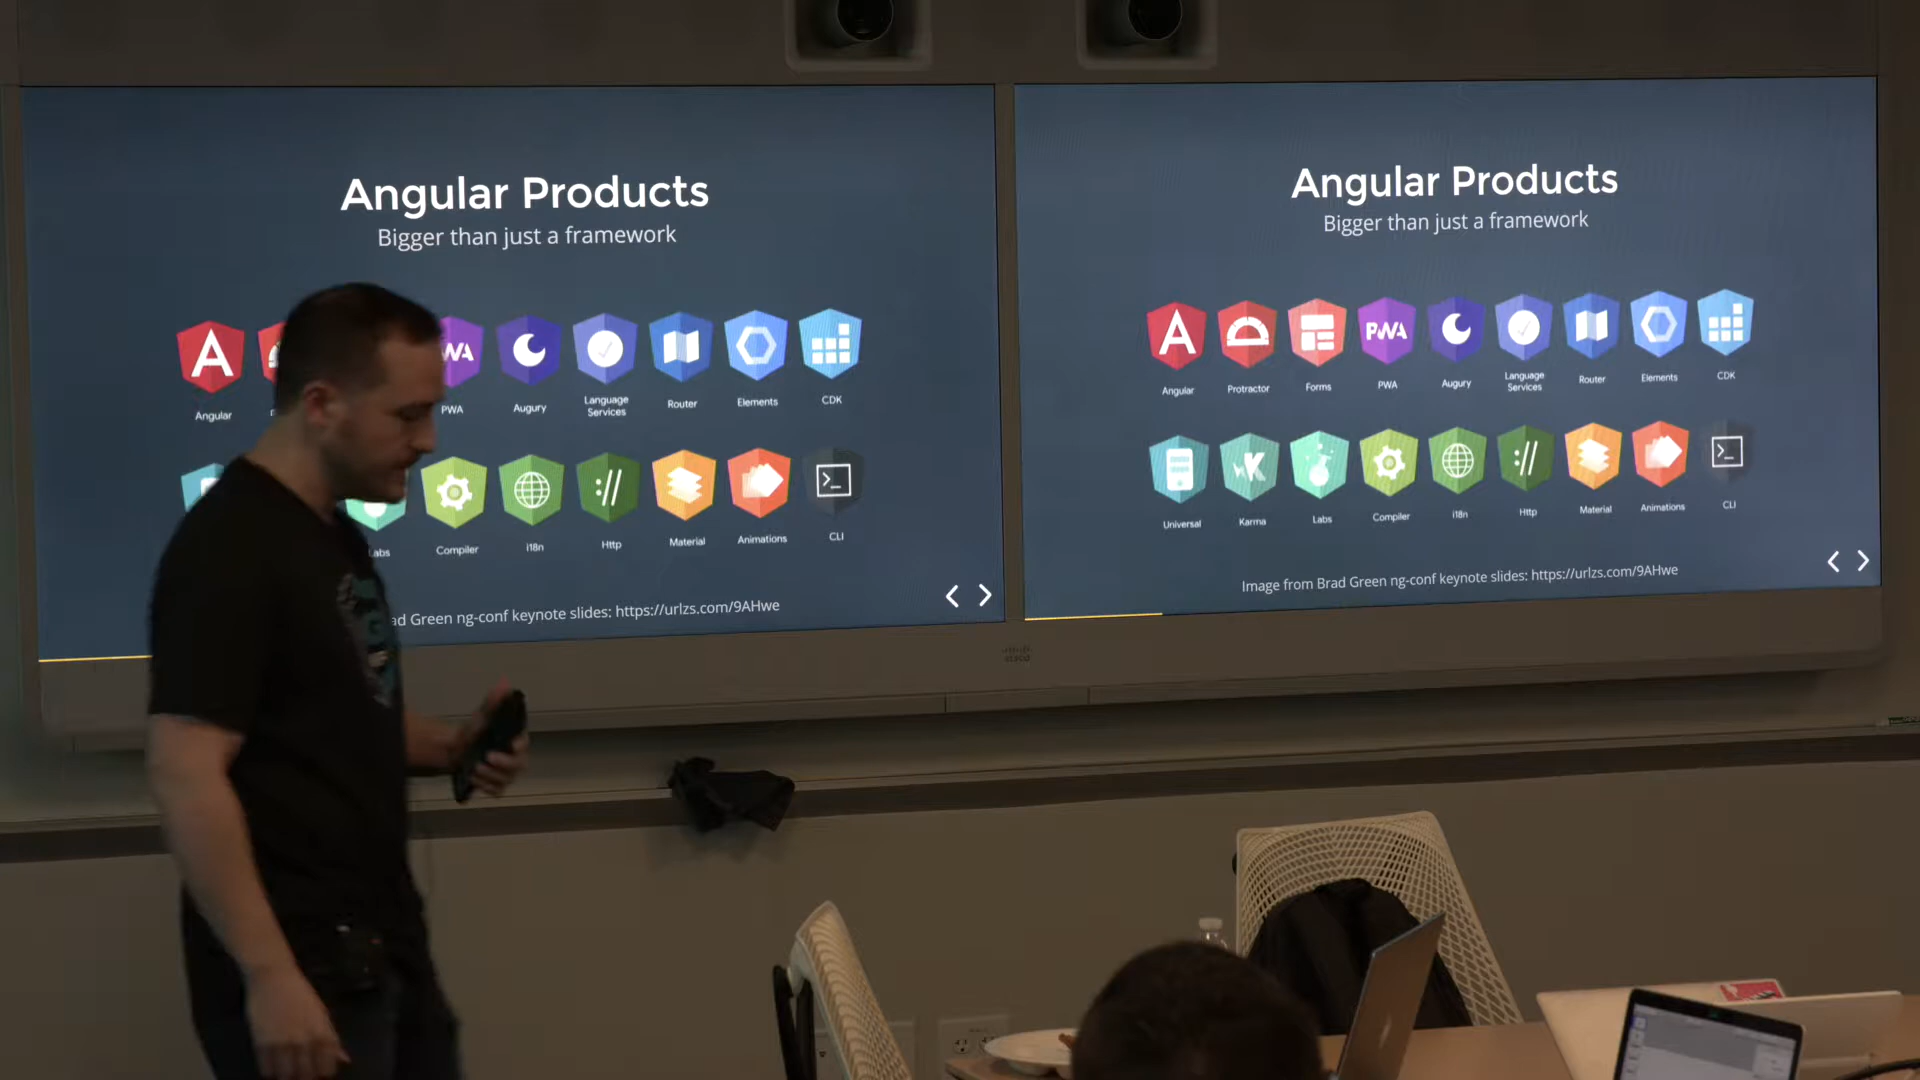 Angular Products
Bigger than just a framework
WA
Angular
PWA
Augury
Language
Services
Router
Elements
CDK
://
>_
abs
Compiler
i18n
Http
Material
Animations
CLI
ad Green ng-conf keynote slides: https://urlzs.com/9AHwe
Angular Products
Bigger than just a framework
PWA
Angular
Protractor
Forms
PWA
Augury
Language
Services
Router
Elements
CDK
K
://
>_
Universal
Karma
Labs
Compiler
i18n
Http
Material
Animations
CLI
Image from Brad Green ng-conf keynote slides: https://urlzs.com/9AHwe
cisco